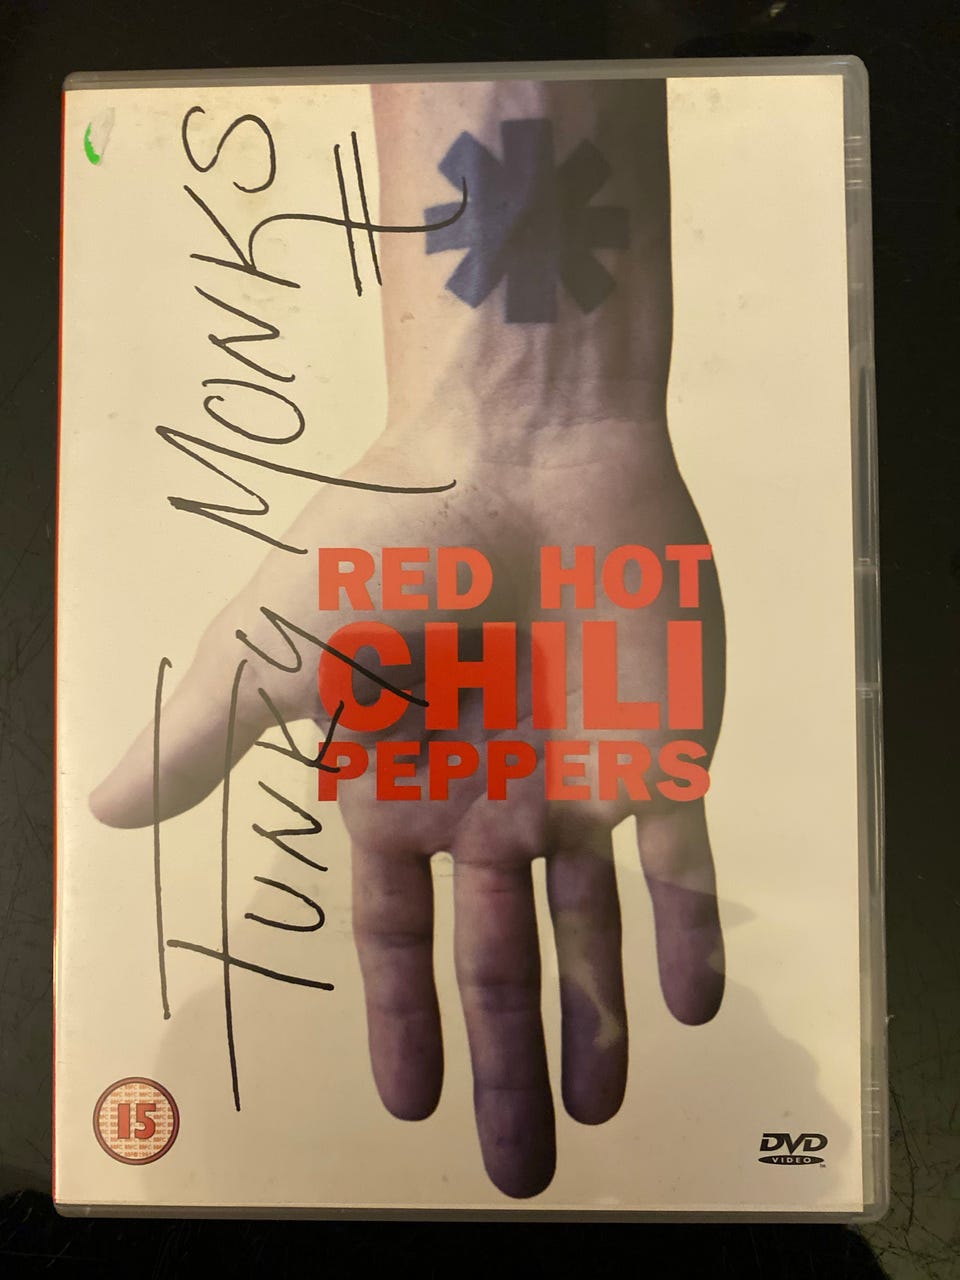 FUNKY MONKS
RED HOT
CHILI
PEPPERS
15
DVD
VIDEO